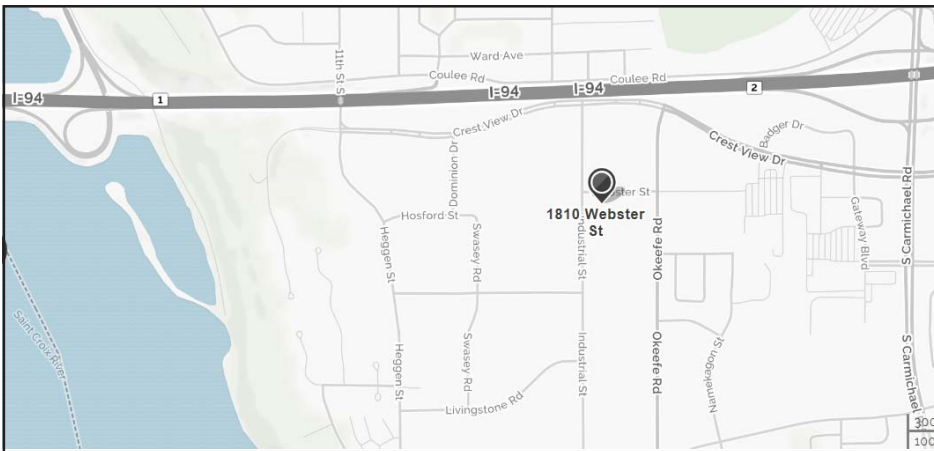 11th St S
Ward Ave
Coulee Rd
Coulee Rd
I-94
1
I-94
I-94
2
Crest View Dr
Crest View Dr
Badger Dr
Dominion Dr
ster St
1810 Webster
St
Hosford St
Heggen St
Swasey Rd
Industrial St
Okeefe Rd
Gateway Blvd
S Carmichael Rd
Saint Croix River
Heggen St
Swasey Rd
Industrial St
Okeefe Rd
Namekagon St
S Carmichael
Livingstone Rd
300
100